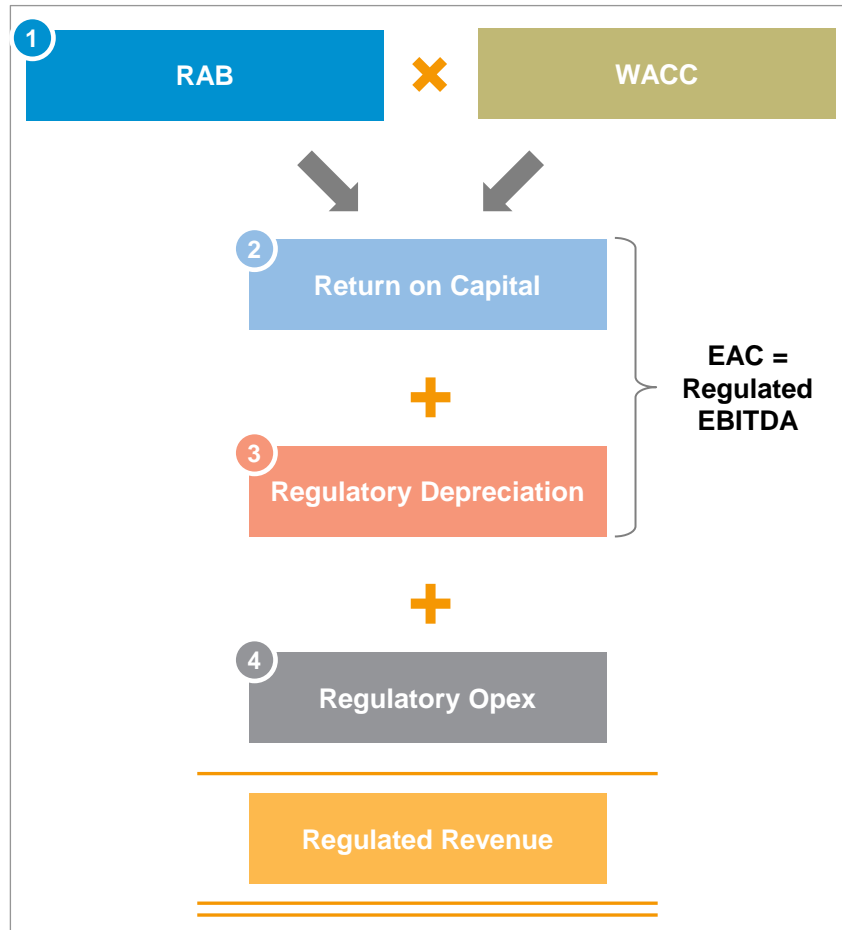 1
RAB
×
WACC
2
Return on Capital
+
3
Regulatory Depreciation
EAC =
Regulated
EBITDA
+
4
Regulatory Opex
Regulated Revenue